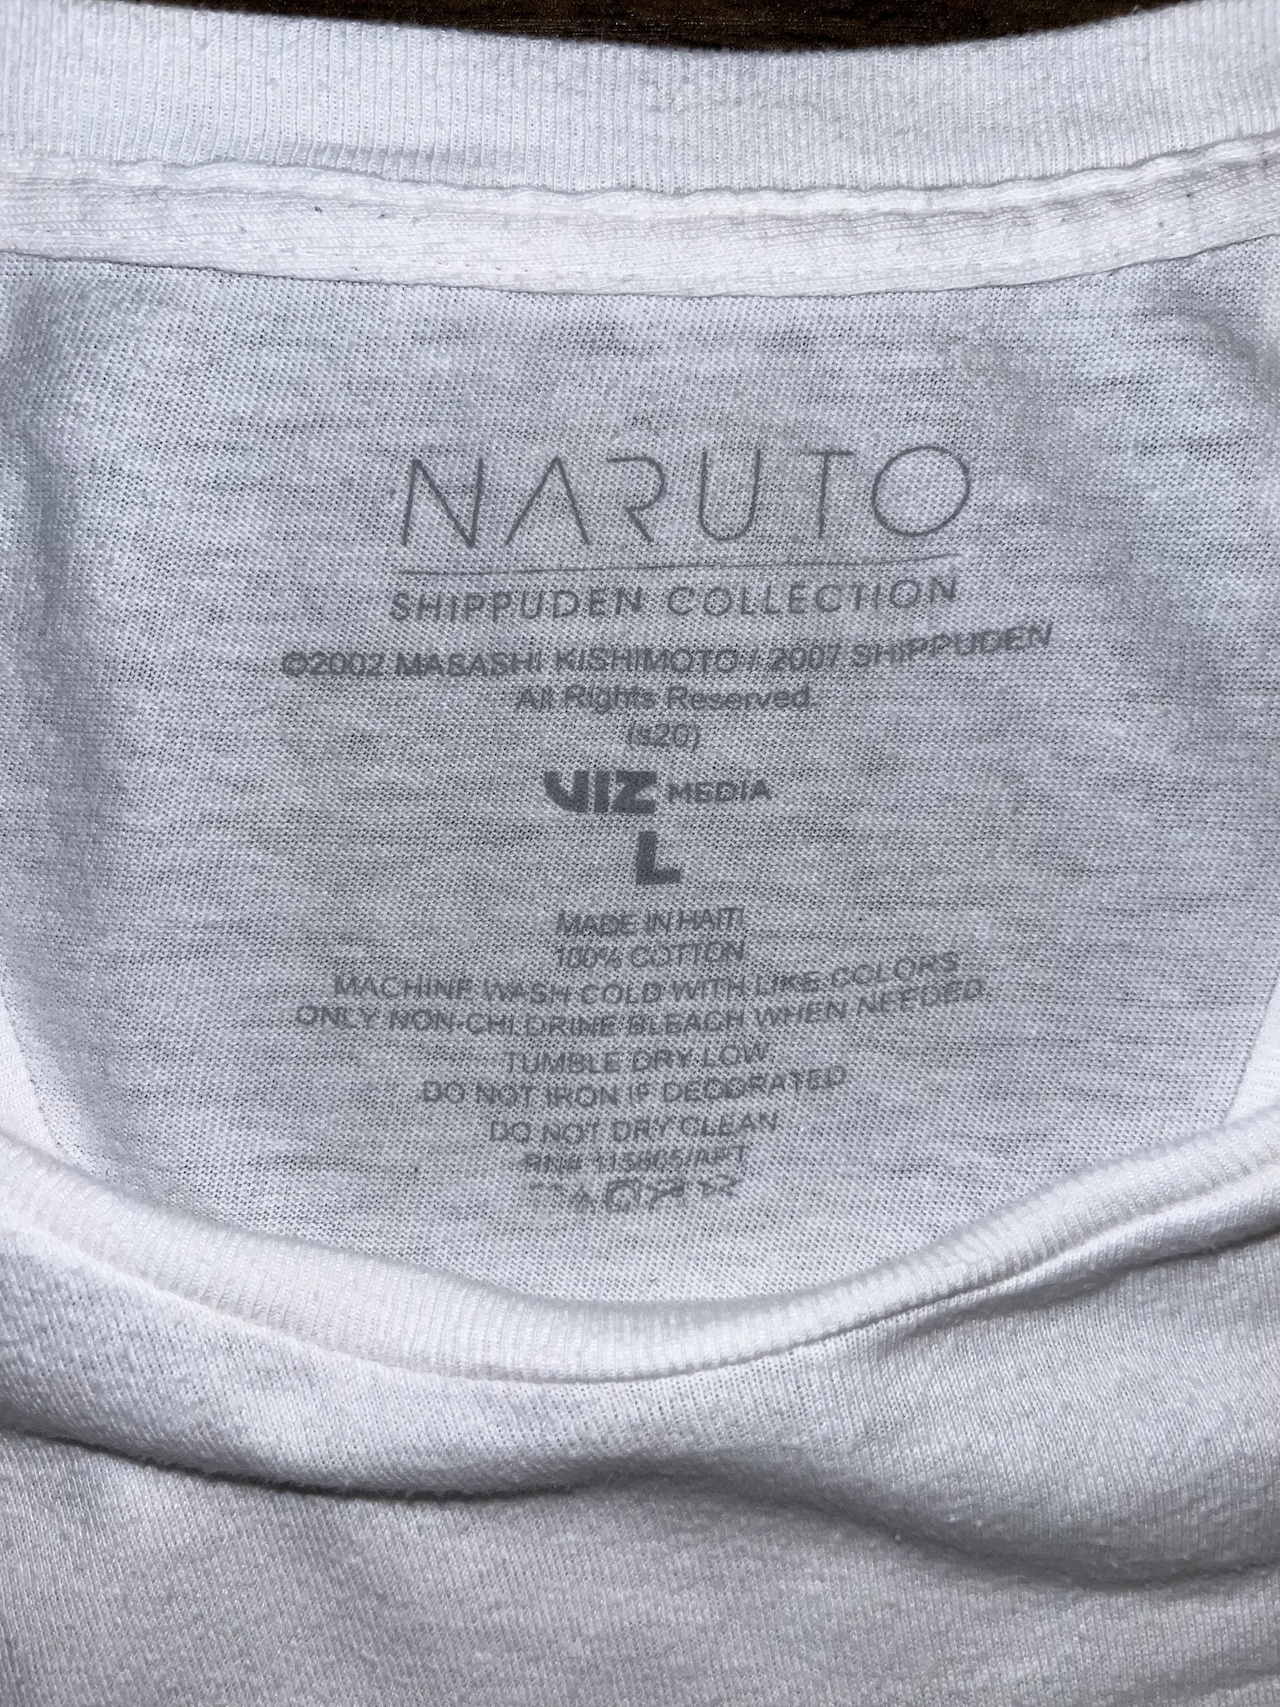 NARUTO
SHIPPUDEN COLLECTION
©2002 MASASHI KISHIMOTO / 2007 SHIPPUDEN
All Rights Reserved.
(s20)
VIZ MEDIA
L
MADE IN HAITI
100% COTTON
MACHINE WASH COLD WITH LIKE COLORS
ONLY NON-CHLORINE BLEACH WHEN NEEDED
TUMBLE DRY LOW
DO NOT IRON IF DECORATED
DO NOT DRY CLEAN
RN#